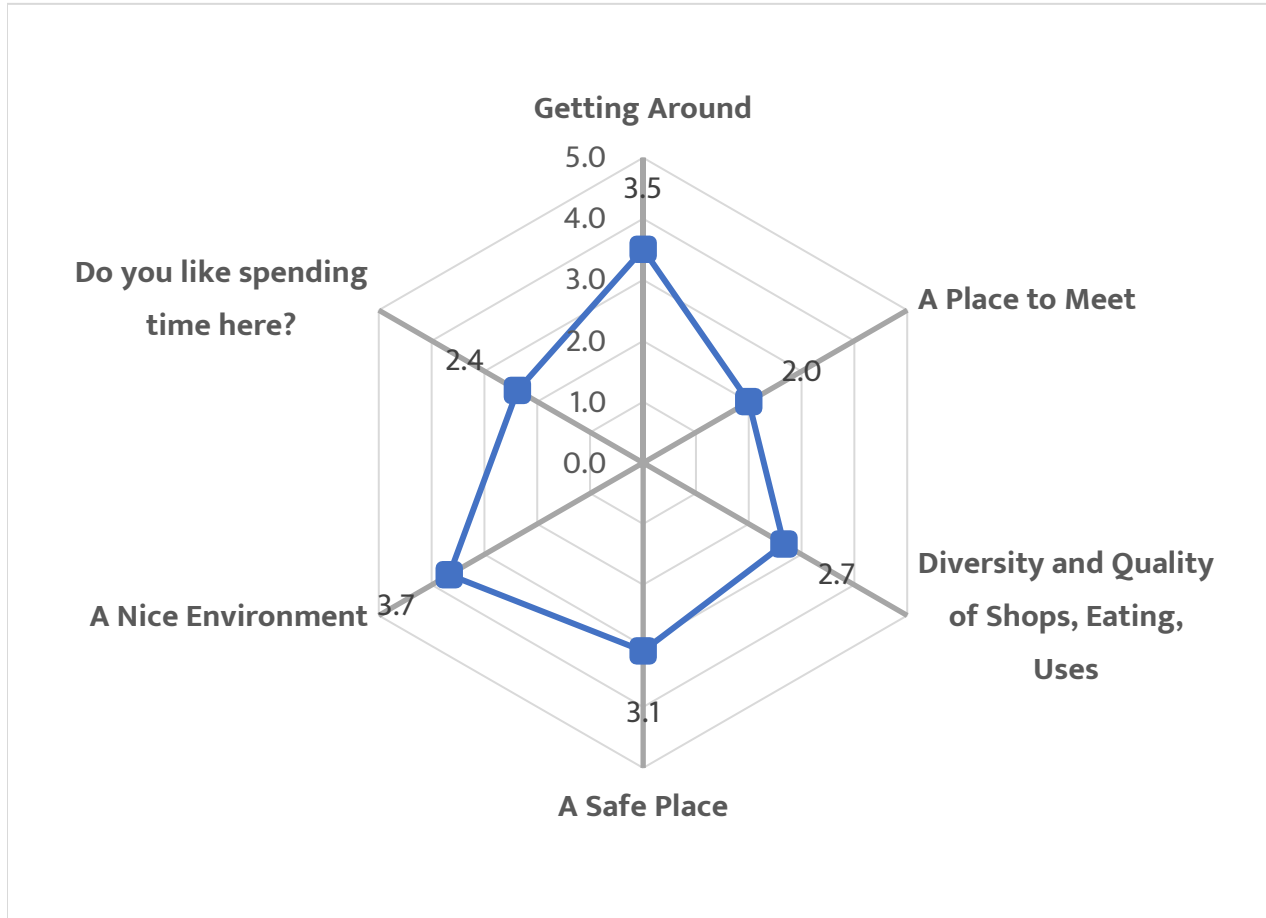 Getting Around
5.0
3.5
4.0
Do you like spending
time here?
3.0
A Place to Meet
2.0
2.4
2.0
1.0
0.0
Diversity and Quality
of Shops, Eating,
Uses
2.7
3.7
A Nice Environment
3.1
A Safe Place